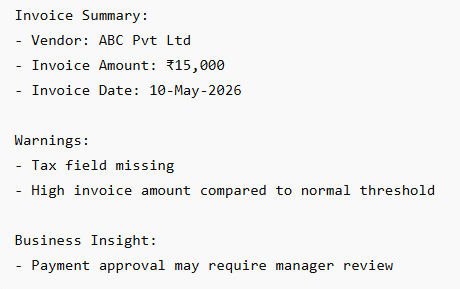 Invoice Summary:
- Vendor: ABC Pvt Ltd
- Invoice Amount: ₹15,000
- Invoice Date: 10-May-2026
Warnings:
- Tax field missing
- High invoice amount compared to normal threshold
Business Insight:
- Payment approval may require manager review